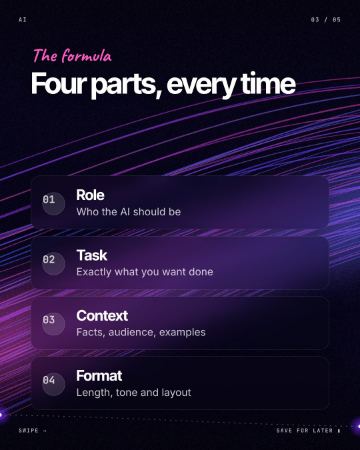 AI
03 / 05
The formula
Four parts, every time
01
Role
Who the AI should be
02
Task
Exactly what you want done
03
Context
Facts, audience, examples
04
Format
Length, tone and layout
SWIPE →
SAVE FOR LATER